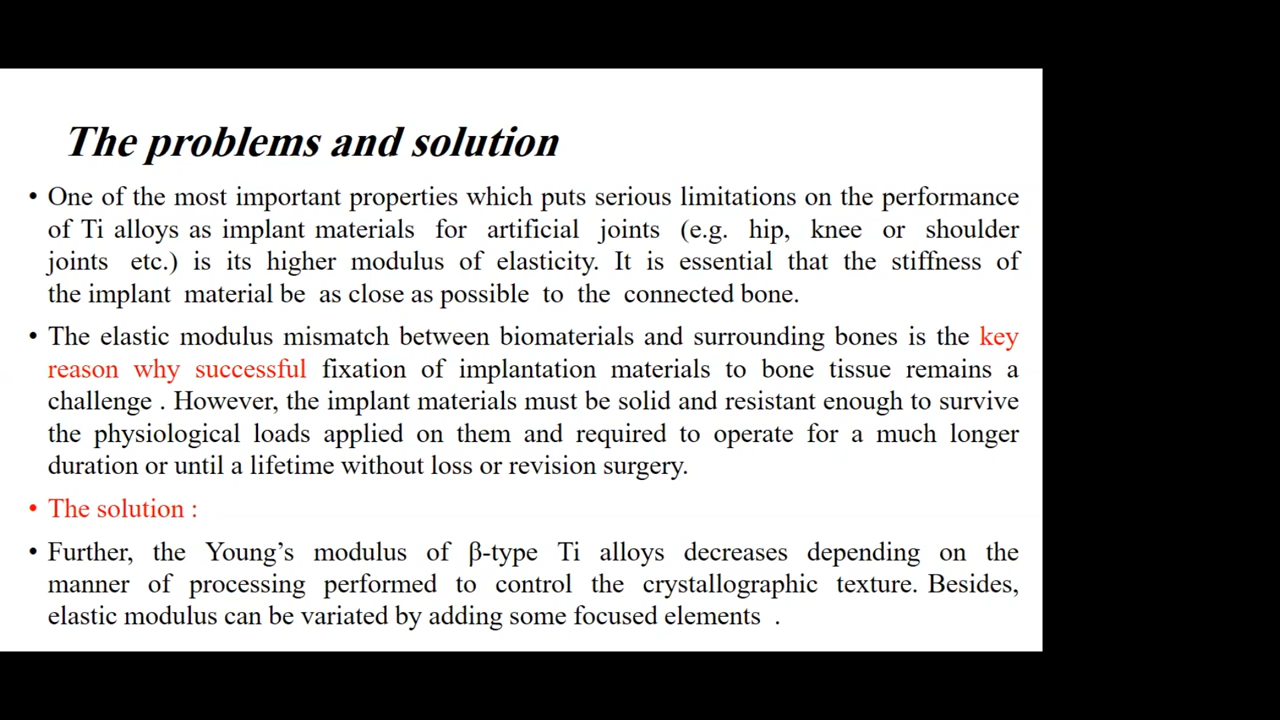 The problems and solution
• One of the most important properties which puts serious limitations on the performance
of Ti alloys as implant materials for artificial joints (e.g. hip, knee or shoulder
joints etc.) is its higher modulus of elasticity. It is essential that the stiffness of
the implant material be as close as possible to the connected bone.
• The elastic modulus mismatch between biomaterials and surrounding bones is the key
reason why successful fixation of implantation materials to bone tissue remains a
challenge . However, the implant materials must be solid and resistant enough to survive
the physiological loads applied on them and required to operate for a much longer
duration or until a lifetime without loss or revision surgery.
• The solution :
• Further, the Young’s modulus of β-type Ti alloys decreases depending on the
manner of processing performed to control the crystallographic texture. Besides,
elastic modulus can be variated by adding some focused elements .